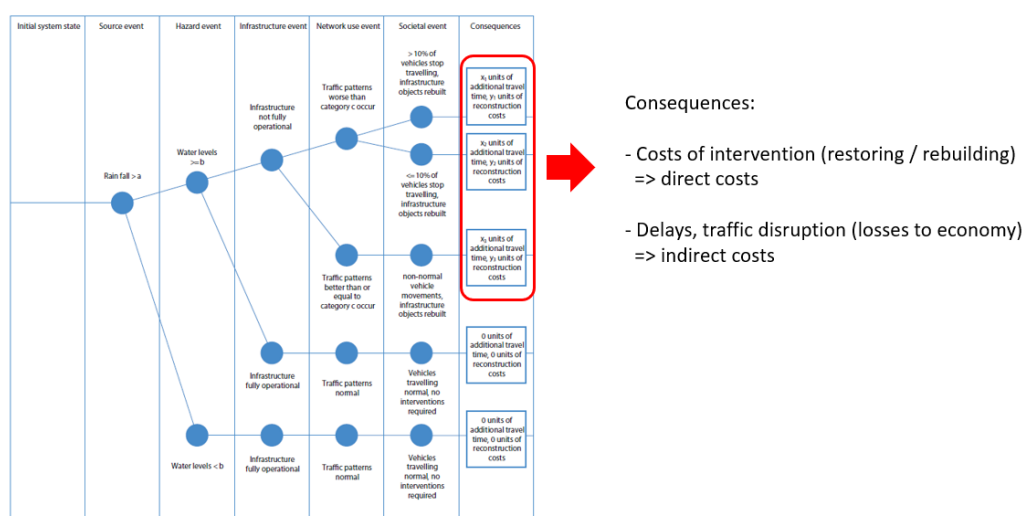 Initial system state
Source event
Hazard event
Infrastructure event
Network use event
Societal event
Consequences
Rain fall > a
Water levels
>= b
Water levels < b
Infrastructure
not fully
operational
Infrastructure
fully operational
Infrastructure
fully operational
Traffic patterns
worse than
category c occur
Traffic patterns
better than or
equal to
category c occur
Traffic patterns
normal
Traffic patterns
normal
> 10% of
vehicles stop
travelling,
infrastructure
objects rebuilt
<= 10% of
vehicles stop
travelling,
infrastructure
objects rebuilt
non-normal
vehicle
movements,
infrastructure
objects rebuilt
Vehicles
travelling
normal, no
interventions
required
Vehicles
travelling
normal, no
interventions
required
x₁ units of
additional travel
time, y₁ units of
reconstruction
costs
x₂ units of
additional travel
time, y₂ units of
reconstruction
costs
x₃ units of
additional travel
time, y₃ units of
reconstruction
costs
0 units of
additional travel
time, 0 units of
reconstruction
costs
0 units of
additional travel
time, 0 units of
reconstruction
costs
Consequences:
- Costs of intervention (restoring / rebuilding)
=> direct costs
- Delays, traffic disruption (losses to economy)
=> indirect costs